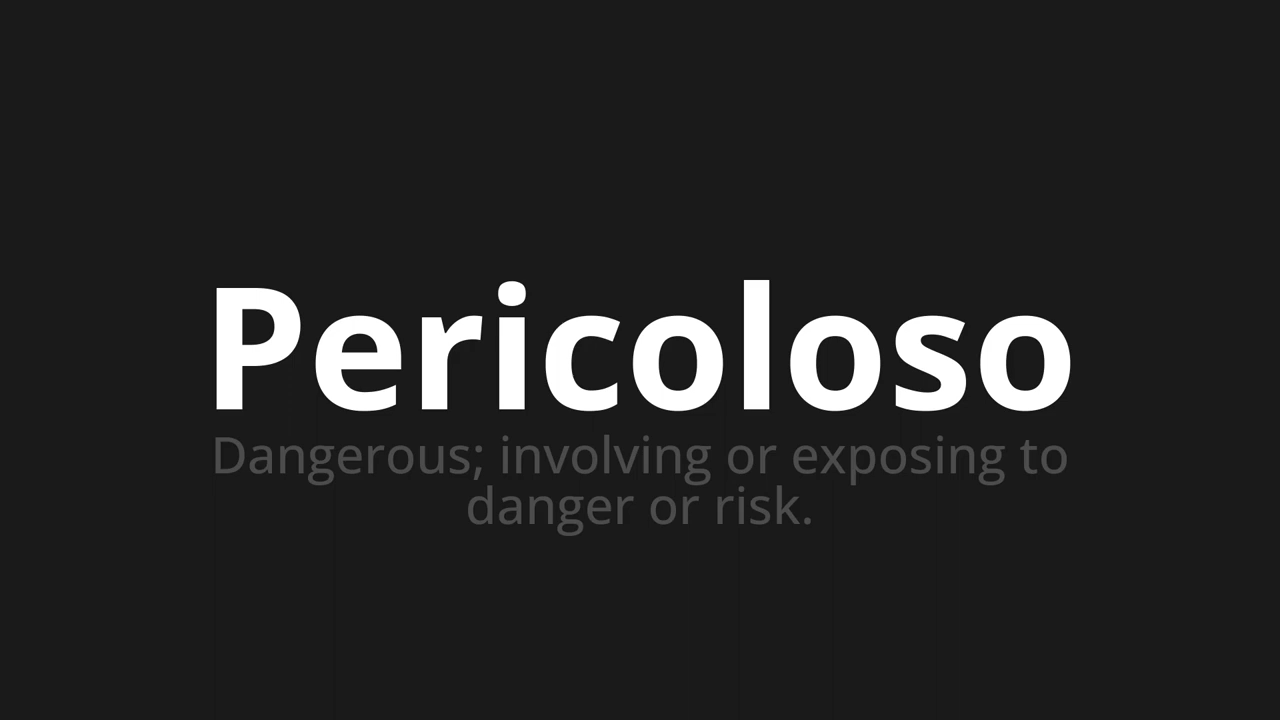 Pericoloso
Dangerous; involving or exposing to
danger or risk.